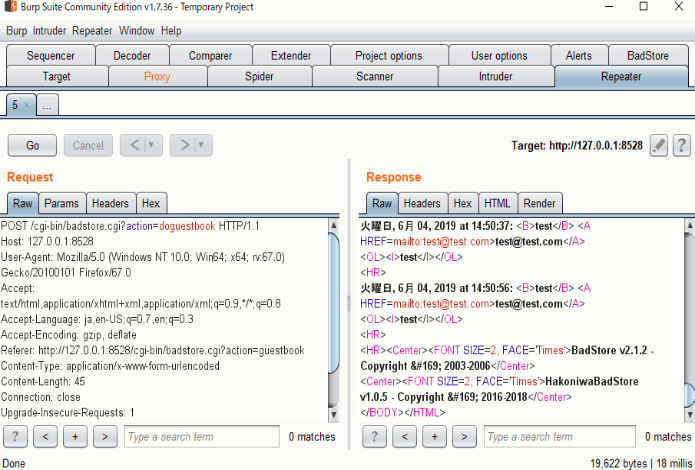 Burp Suite Community Edition v1.7.36 - Temporary Project
Burp Intruder Repeater Window Help
Sequencer Decoder Comparer Extender Project options User options Alerts BadStore
Target Proxy Spider Scanner Intruder Repeater
5 × ...
Go Cancel < | ▼ > | ▼ Target: http://127.0.0.1:8528 ?
Request
Raw Params Headers Hex
POST /cgi-bin/badstore.cgi?action=doguestbook HTTP/1.1
Host: 127.0.0.1:8528
User-Agent: Mozilla/5.0 (Windows NT 10.0; Win64; x64; rv:67.0)
Gecko/20100101 Firefox/67.0
Accept:
text/html,application/xhtml+xml,application/xml;q=0.9,*/*;q=0.8
Accept-Language: ja,en-US;q=0.7,en;q=0.3
Accept-Encoding: gzip, deflate
Referer: http://127.0.0.1:8528/cgi-bin/badstore.cgi?action=guestbook
Content-Type: application/x-www-form-urlencoded
Content-Length: 45
Connection: close
Upgrade-Insecure-Requests: 1
? < + > Type a search term 0 matches
Response
Raw Headers Hex HTML Render
火曜日, 6月 04, 2019 at 14:50:37: <B>test</B> <A
HREF=mailto:test@test.com>test@test.com</A>
<OL><I>test</I></OL>
<HR>
火曜日, 6月 04, 2019 at 14:50:56: <B>test</B> <A
HREF=mailto:test@test.com>test@test.com</A>
<OL><I>test</I></OL>
<HR>
<HR><Center><FONT SIZE=2, FACE='Times'>BadStore v2.1.2 -
Copyright &#169; 2003-2006</Center>
<Center><FONT SIZE=2, FACE='Times'>HakoniwaBadStore
v1.0.5 - Copyright &#169; 2016-2018</Center>
</BODY></HTML>
? < + > Type a search term 0 matches
Done 19,622 bytes | 18 millis